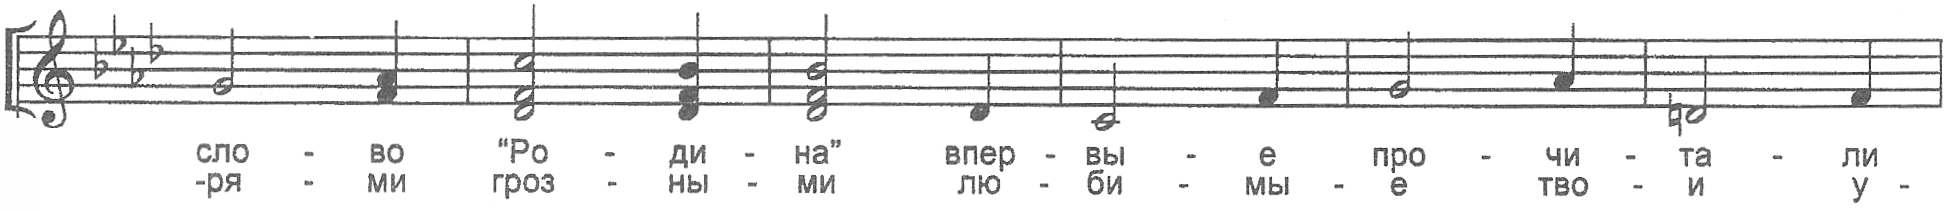 сло - во “Ро - ди - на” впер - вы - е про - чи - та - ли
-ря - ми гроз - ны - ми лю - би - мы - е тво - и у -